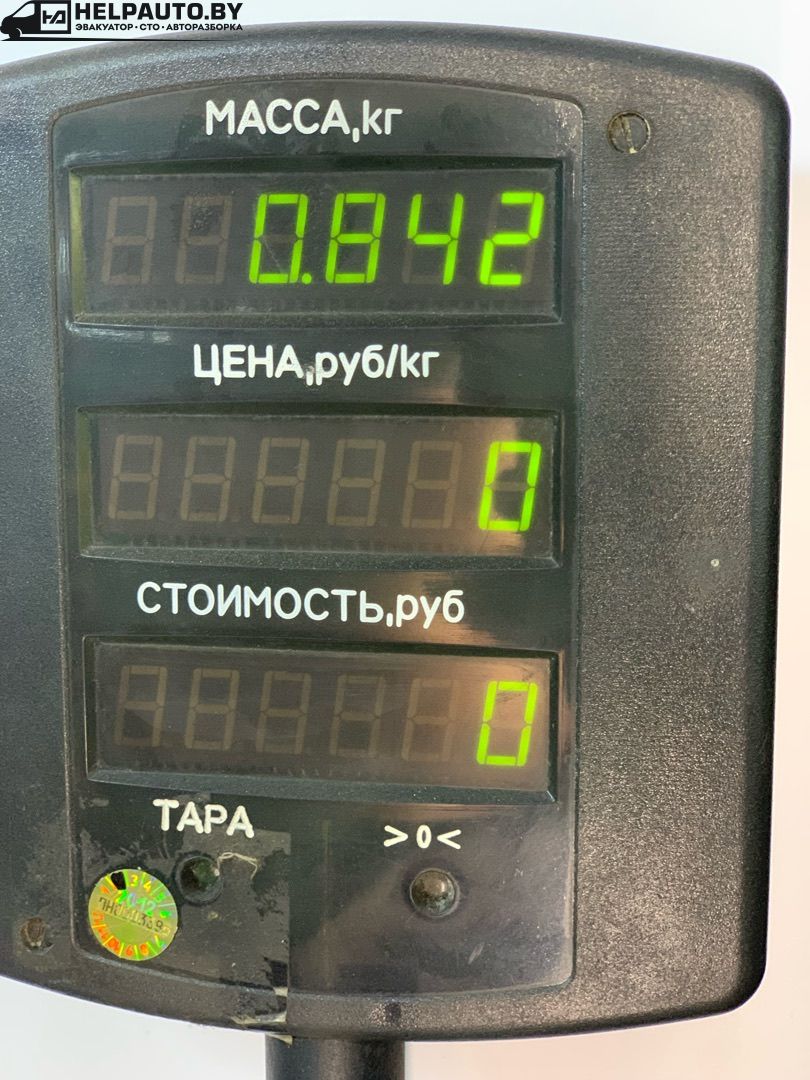 HELPAUTO.BY
ЭВАКУАТОР • СТО • АВТОРАЗБОРКА
МАССА,кг
0.842
ЦЕНА,руб/кг
0
СТОИМОСТЬ,руб
0
ТАРА
>0<